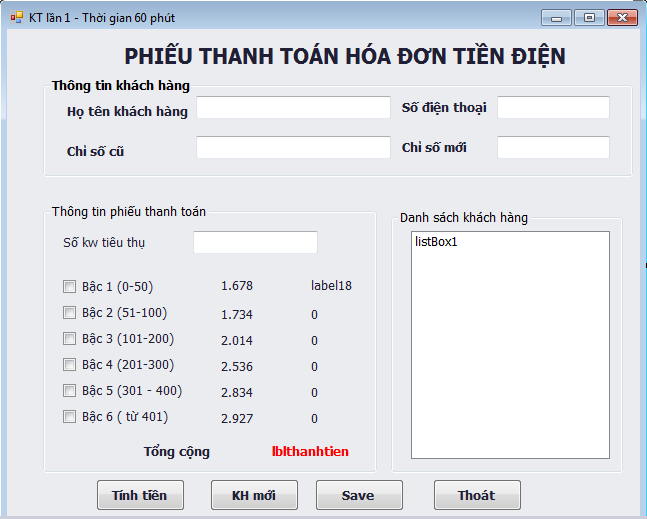 KT lần 1 - Thời gian 60 phút
PHIẾU THANH TOÁN HÓA ĐƠN TIỀN ĐIỆN
Thông tin khách hàng
Họ tên khách hàng
Số điện thoại
Chỉ số cũ
Chỉ số mới
Thông tin phiếu thanh toán
Số kw tiêu thụ
Bậc 1 (0-50) 1.678 label18
Bậc 2 (51-100) 1.734 0
Bậc 3 (101-200) 2.014 0
Bậc 4 (201-300) 2.536 0
Bậc 5 (301 - 400) 2.834 0
Bậc 6 ( từ 401) 2.927 0
Tổng cộng lblthanhtien
Danh sách khách hàng
listBox1
Tính tiền KH mới Save Thoát